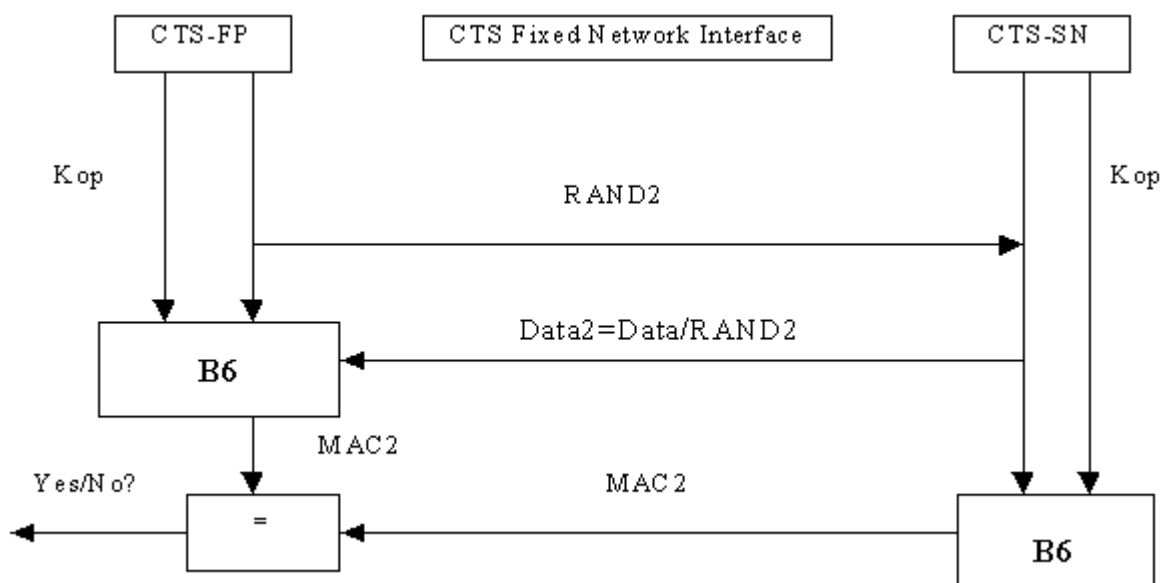 CTS-FP
CTS Fixed Network Interface
CTS-SN
Kop
Kop
RAND2
Data2=Data/RAND2
B6
MAC2
Yes/No?
MAC2
=
B6